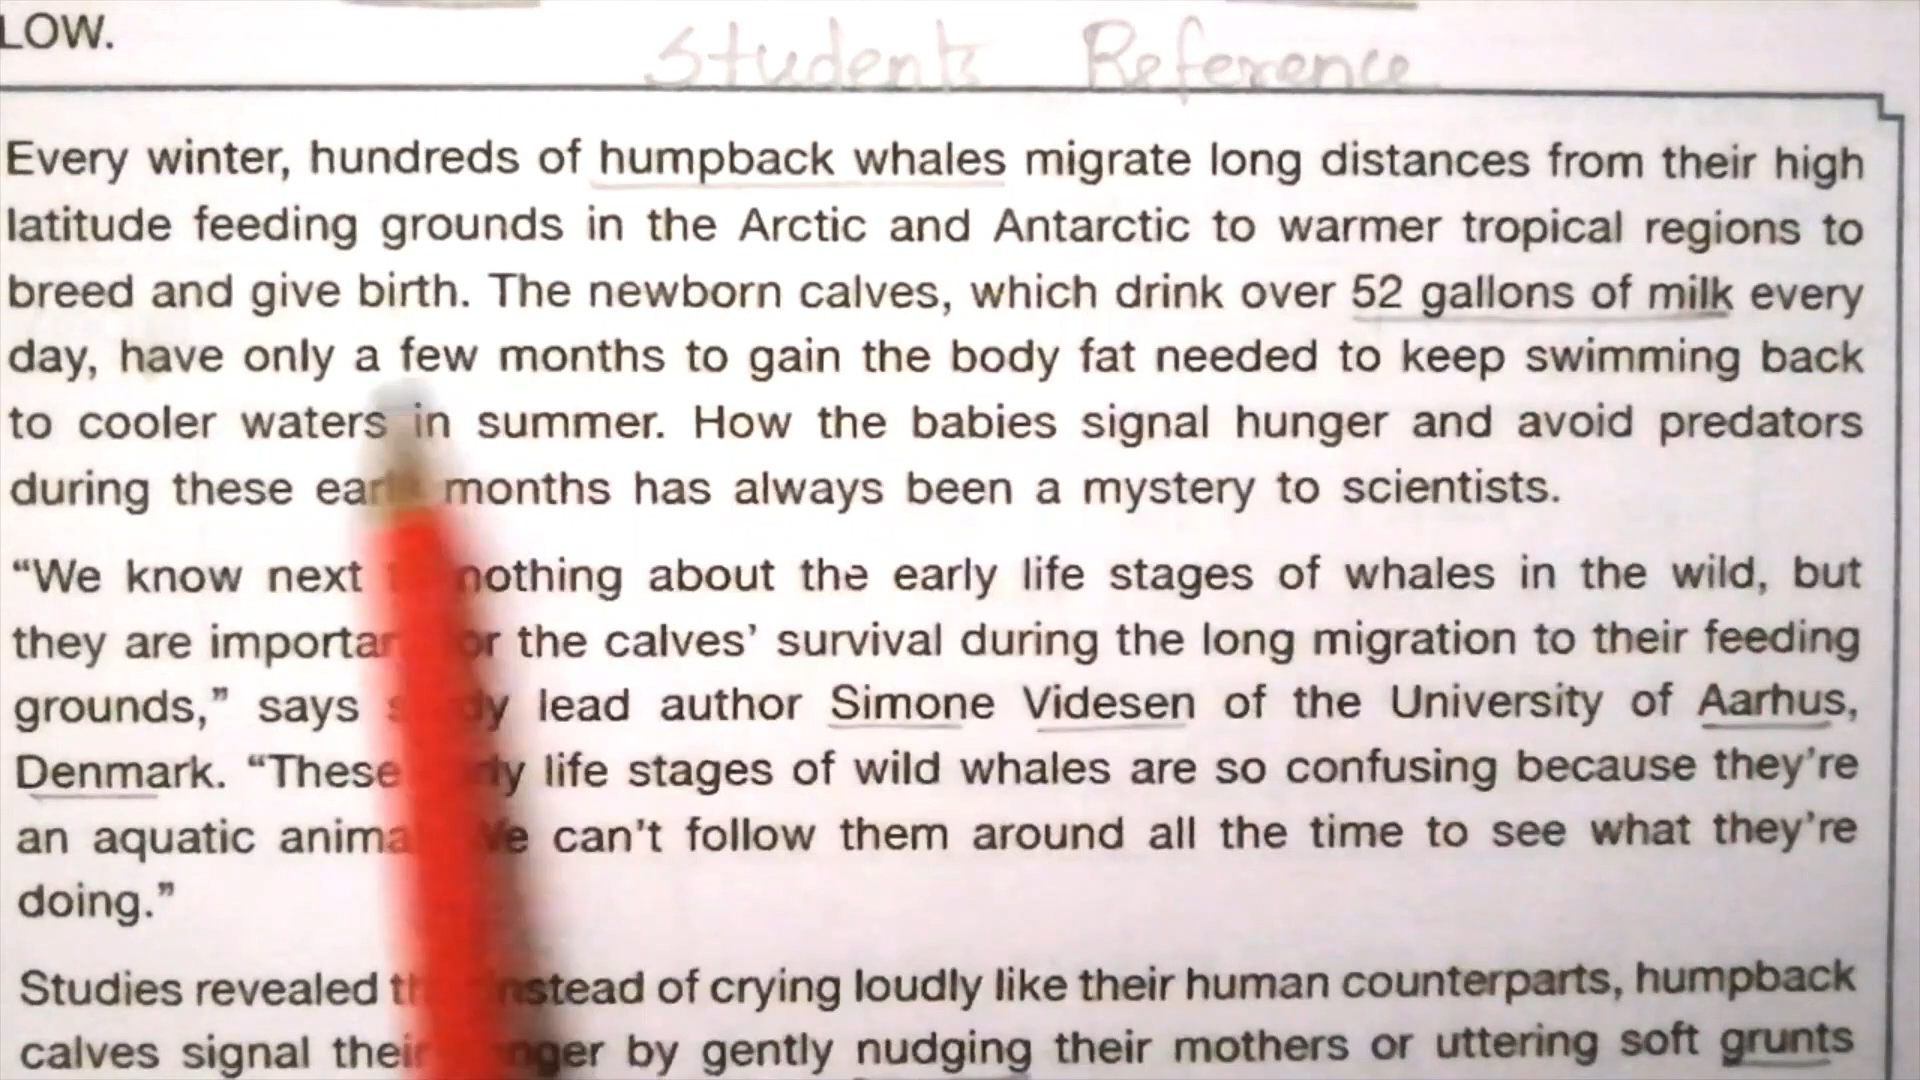 LOW.
Students Reference
Every winter, hundreds of humpback whales migrate long distances from their high
latitude feeding grounds in the Arctic and Antarctic to warmer tropical regions to
breed and give birth. The newborn calves, which drink over 52 gallons of milk every
day, have only a few months to gain the body fat needed to keep swimming back
to cooler waters in summer. How the babies signal hunger and avoid predators
during these months has always been a mystery to scientists.
“We know next nothing about the early life stages of whales in the wild, but
they are the calves’ survival during the long migration to their feeding
grounds,” says lead author Simone Videsen of the University of Aarhus,
Denmark. “These life stages of wild whales are so confusing because they’re
an aquatic can't follow them around all the time to see what they’re
doing.”
Studies revealed instead of crying loudly like their human counterparts, humpback
calves signal their by gently nudging their mothers or uttering soft grunts